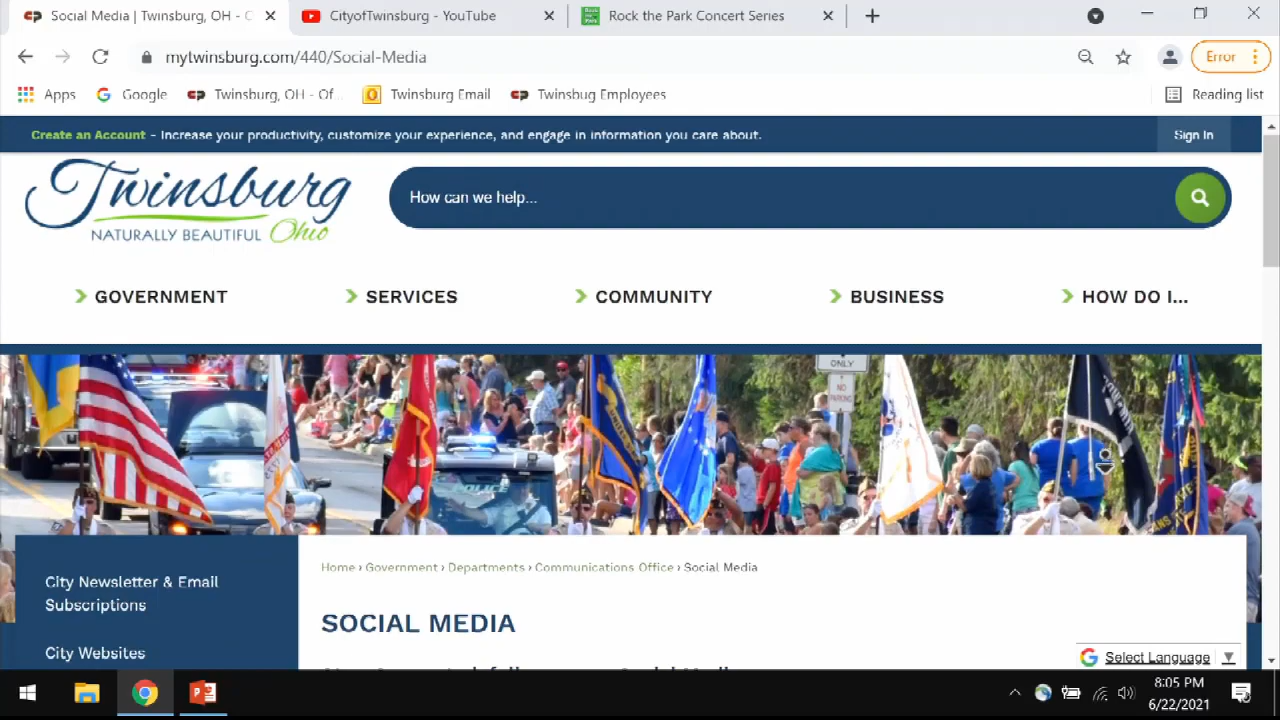 Social Media | Twinsburg, OH - C
CityofTwinsburg - YouTube
Rock the Park Concert Series
mytwinsburg.com/440/Social-Media
Error
Apps
Google
Twinsburg, OH - Of...
Twinsburg Email
Twinsbug Employees
Reading list
Create an Account - Increase your productivity, customize your experience, and engage in information you care about.
Sign In
Twinsburg
NATURALLY BEAUTIFUL Ohio
How can we help...
GOVERNMENT
SERVICES
COMMUNITY
BUSINESS
HOW DO I...
ONLY
NO
PARKING
POLICE
City Newsletter & Email
Subscriptions
City Websites
Home › Government › Departments › Communications Office › Social Media
SOCIAL MEDIA
Select Language
8:05 PM
6/22/2021